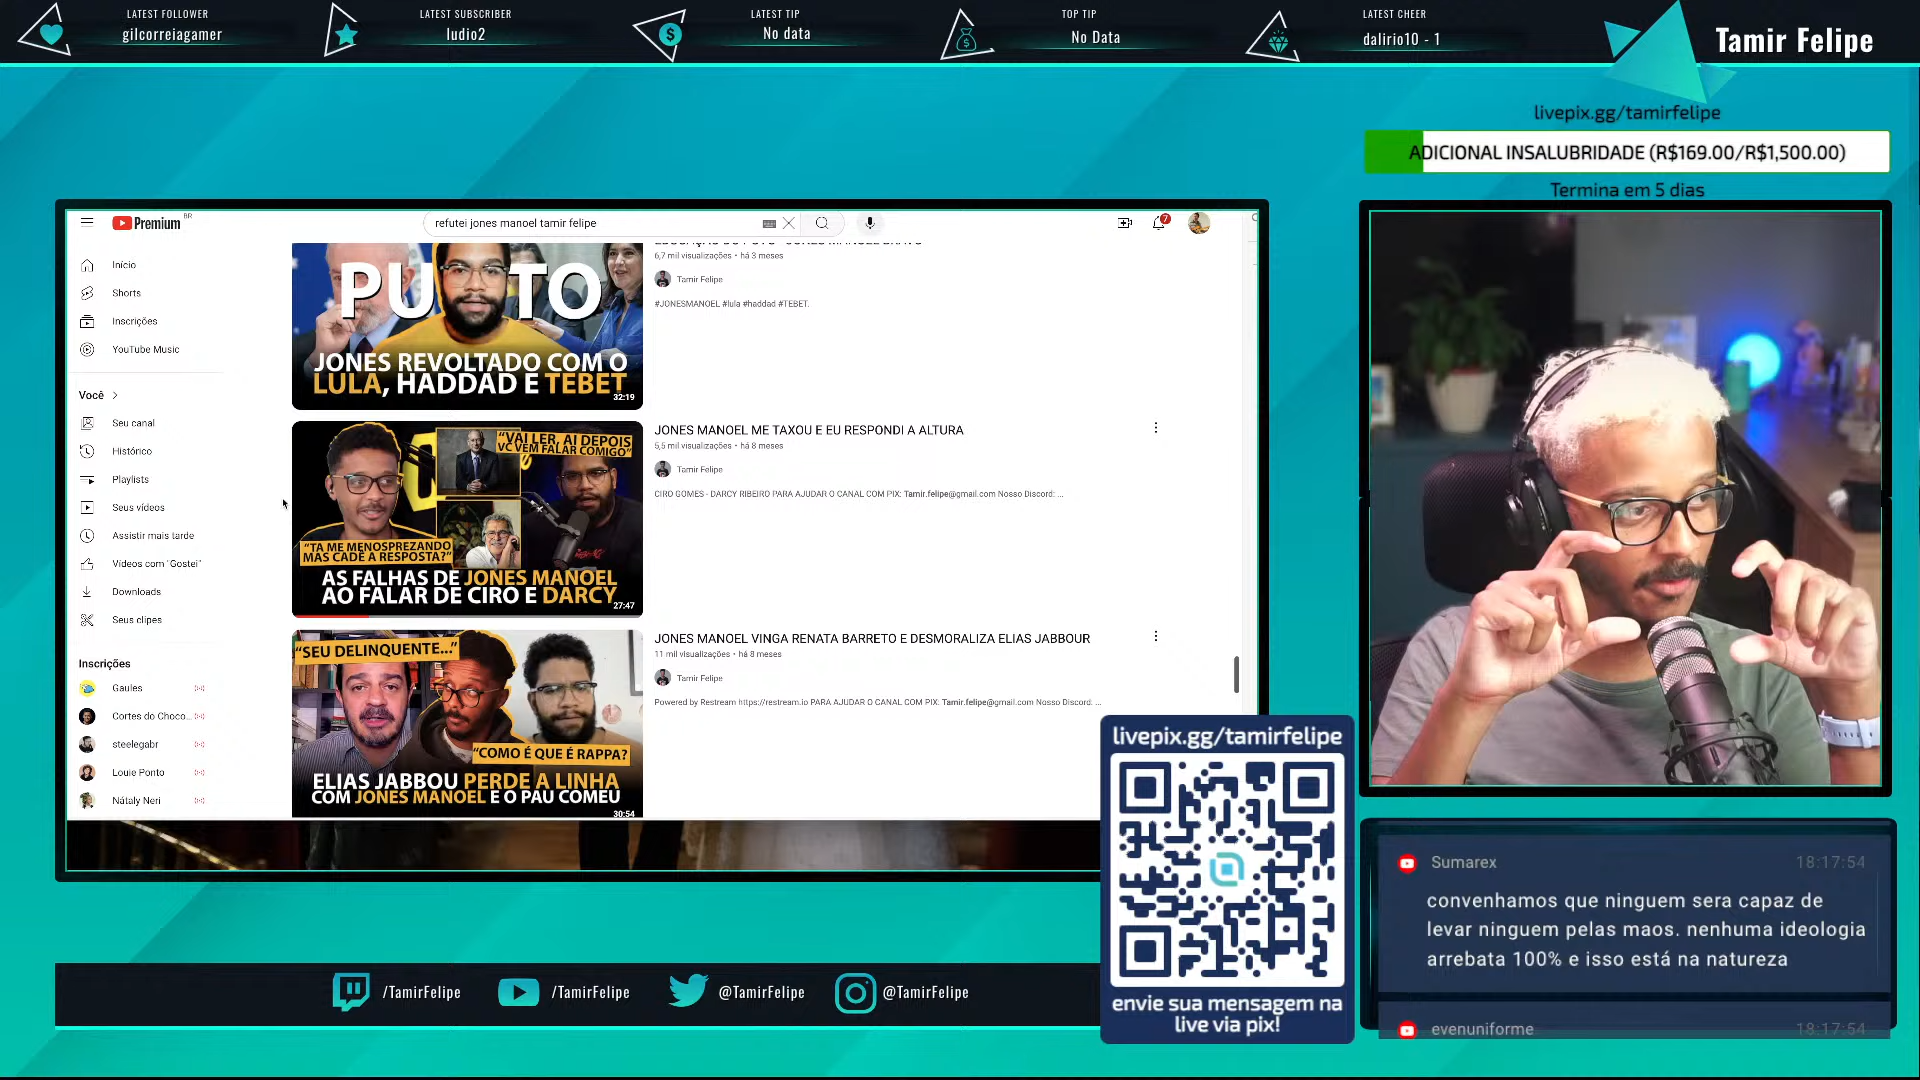 LATEST FOLLOWER
gilcorreiagamer
LATEST SUBSCRIBER
ludio2
LATEST TIP
No data
TOP TIP
No Data
LATEST CHEER
dalirio10 - 1
Tamir Felipe
livepix.gg/tamirfelipe
ADICIONAL INSALUBRIDADE (R$169.00/R$1,500.00)
Termina em 5 dias
Premium BR
refutei jones manoel tamir felipe
7
Início
Shorts
Inscrições
YouTube Music
Você
Seu canal
Histórico
Playlists
Seus vídeos
Assistir mais tarde
Vídeos com "Gostei"
Downloads
Seus clipes
Inscrições
Gaules
Cortes do Choco...
steelegabr
Louie Ponto
Nátaly Neri
JONES REVOLTADO COM O
LULA, HADDAD E TEBET
32:19
6,7 mil visualizações • há 3 meses
Tamir Felipe
#JONESMANOEL #lula #haddad #TEBET.
"VAI LER, AI DEPOIS
VC VEM FALAR COMIGO"
"TA ME MENOSPREZANDO
MAS CADÊ A RESPOSTA?"
AS FALHAS DE JONES MANOEL
AO FALAR DE CIRO E DARCY
27:47
JONES MANOEL ME TAXOU E EU RESPONDI A ALTURA
5,5 mil visualizações • há 8 meses
Tamir Felipe
CIRO GOMES - DARCY RIBEIRO PARA AJUDAR O CANAL COM PIX: Tamir.felipe@gmail.com Nosso Discord: ...
"SEU DELINQUENTE..."
"COMO É QUE É RAPPA?
ELIAS JABBOU PERDE A LINHA
COM JONES MANOEL E O PAU COMEU
30:54
JONES MANOEL VINGA RENATA BARRETO E DESMORALIZA ELIAS JABBOUR
11 mil visualizações • há 8 meses
Tamir Felipe
Powered by Restream https://restream.io PARA AJUDAR O CANAL COM PIX: Tamir.felipe@gmail.com Nosso Discord: ...
livepix.gg/tamirfelipe
envie sua mensagem na
live via pix!
Sumarex 18:17:54
convenhamos que ninguem sera capaz de
levar ninguem pelas maos. nenhuma ideologia
arrebata 100% e isso está na natureza
evenuniforme 18:17:54
/TamirFelipe
/TamirFelipe
@TamirFelipe
@TamirFelipe